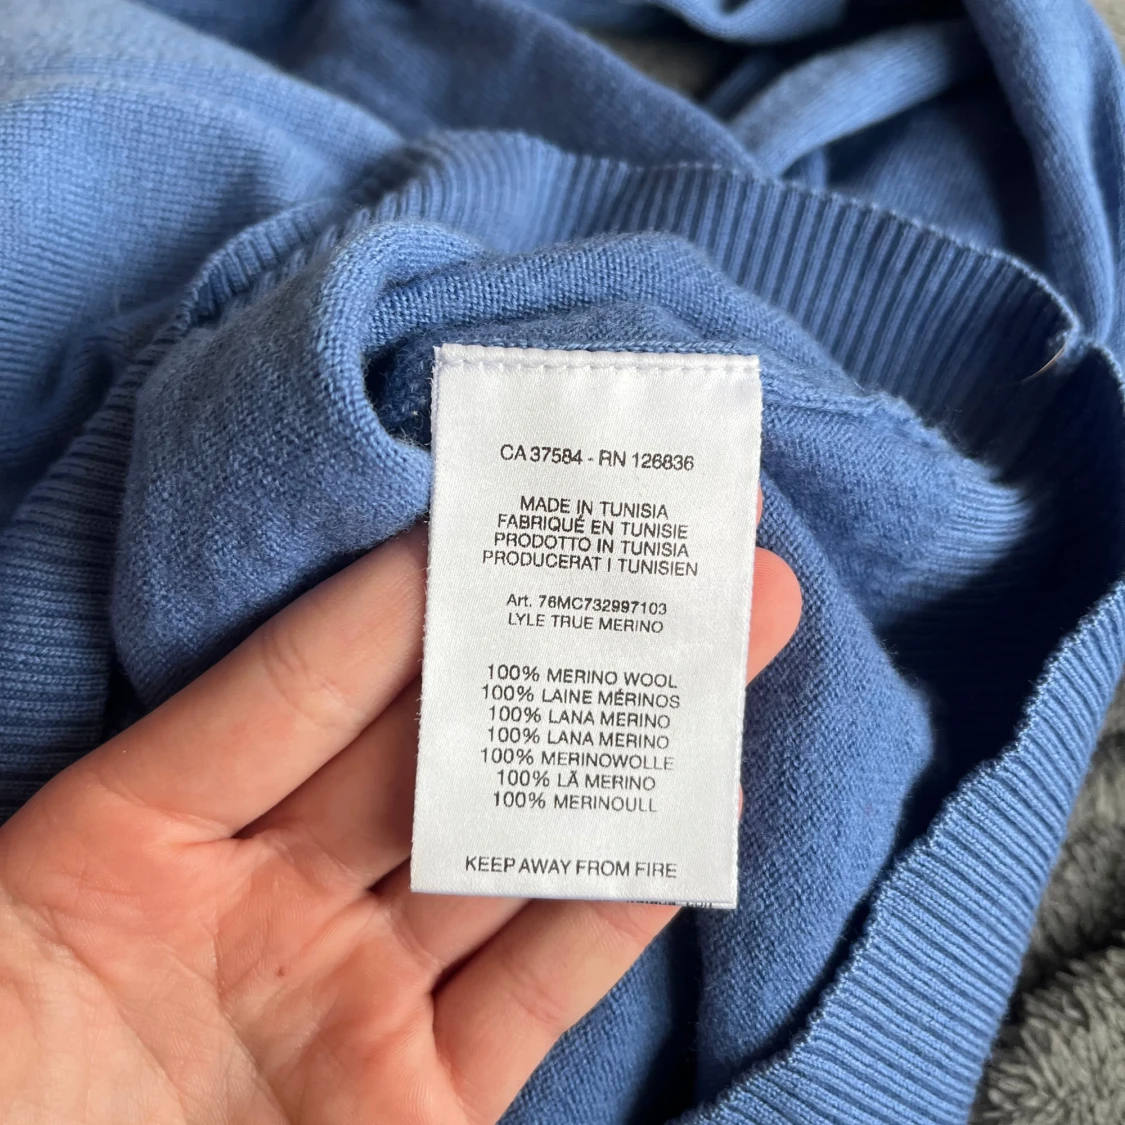 CA 37584 - RN 126836
MADE IN TUNISIA
FABRIQUÉ EN TUNISIE
PRODOTTO IN TUNISIA
PRODUCERAT I TUNISIEN
Art. 76MC732997103
LYLE TRUE MERINO
100% MERINO WOOL
100% LAINE MÉRINOS
100% LANA MERINO
100% LANA MERINO
100% MERINOWOLLE
100% LÃ MERINO
100% MERINOULL
KEEP AWAY FROM FIRE